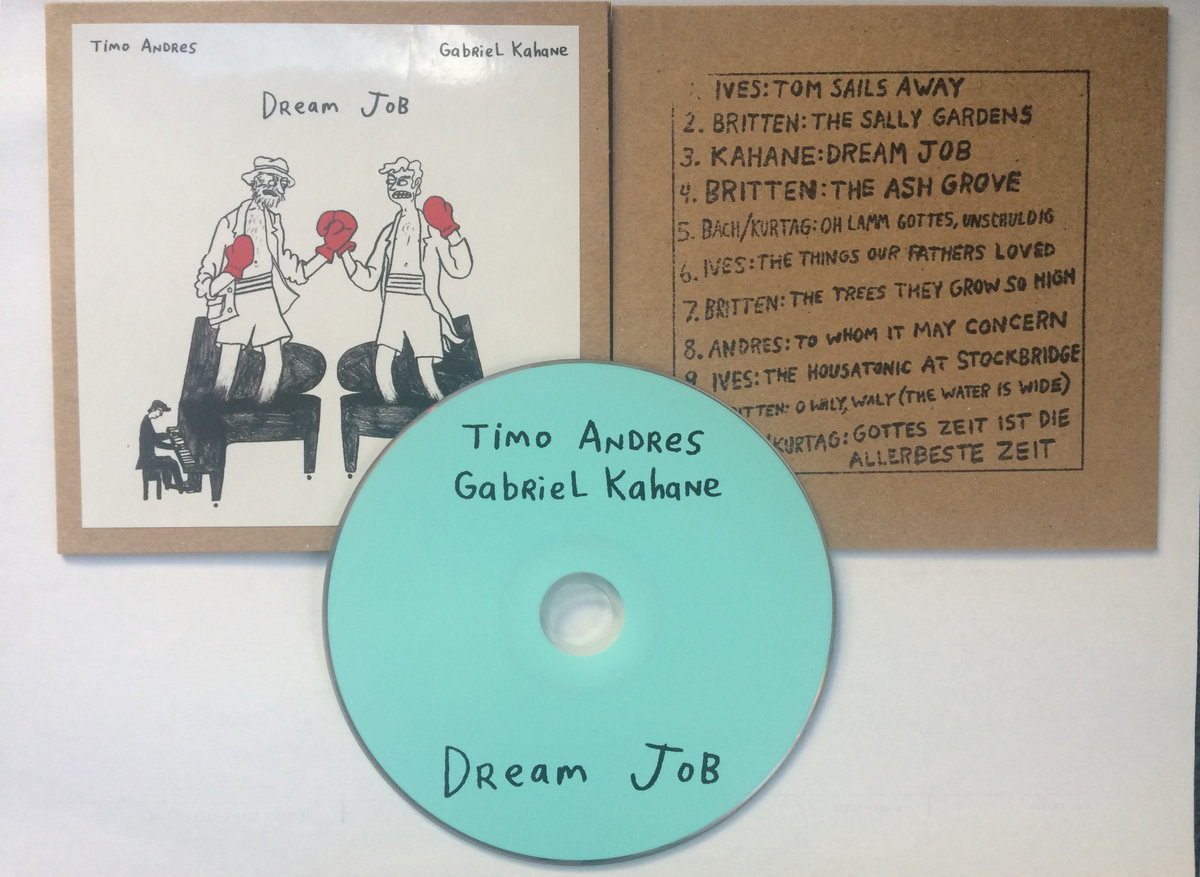 Timo Andres
Gabriel Kahane
Dream Job
IVES: TOM SAILS AWAY
2. BRITTEN: THE SALLY GARDENS
3. KAHANE: DREAM JOB
4. BRITTEN: THE ASH GROVE
5. BACH/KURTAG: OH LAMM GOTTES, UNSCHULDIG
6. IVES: THE THINGS OUR FATHERS LOVED
7. BRITTEN: THE TREES THEY GROW SO HIGH
8. ANDRES: TO WHOM IT MAY CONCERN
9. IVES: THE HOUSATONIC AT STOCKBRIDGE
TTEN: O WILY, WALY (THE WATER IS WIDE)
/KURTAG: GOTTES ZEIT IST DIE
ALLERBESTE ZEIT
Timo Andres
Gabriel Kahane
Dream Job